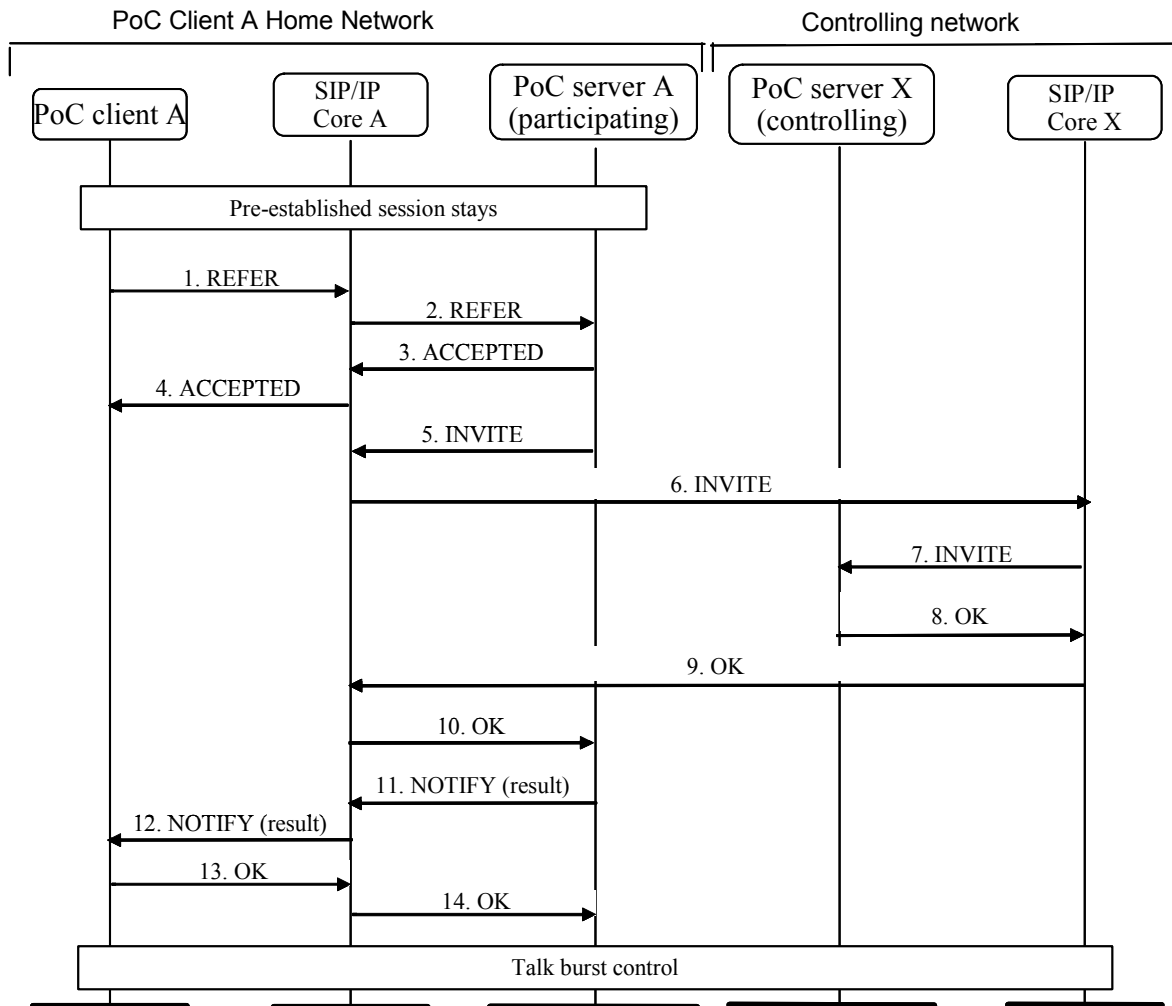 PoC Client A Home Network
Controlling network
PoC client A
SIP/IP
Core A
PoC server A
(participating)
PoC server X
(controlling)
SIP/IP
Core X
Pre-established session stays
1. REFER
2. REFER
3. ACCEPTED
4. ACCEPTED
5. INVITE
6. INVITE
7. INVITE
8. OK
9. OK
10. OK
11. NOTIFY (result)
12. NOTIFY (result)
13. OK
14. OK
Talk burst control